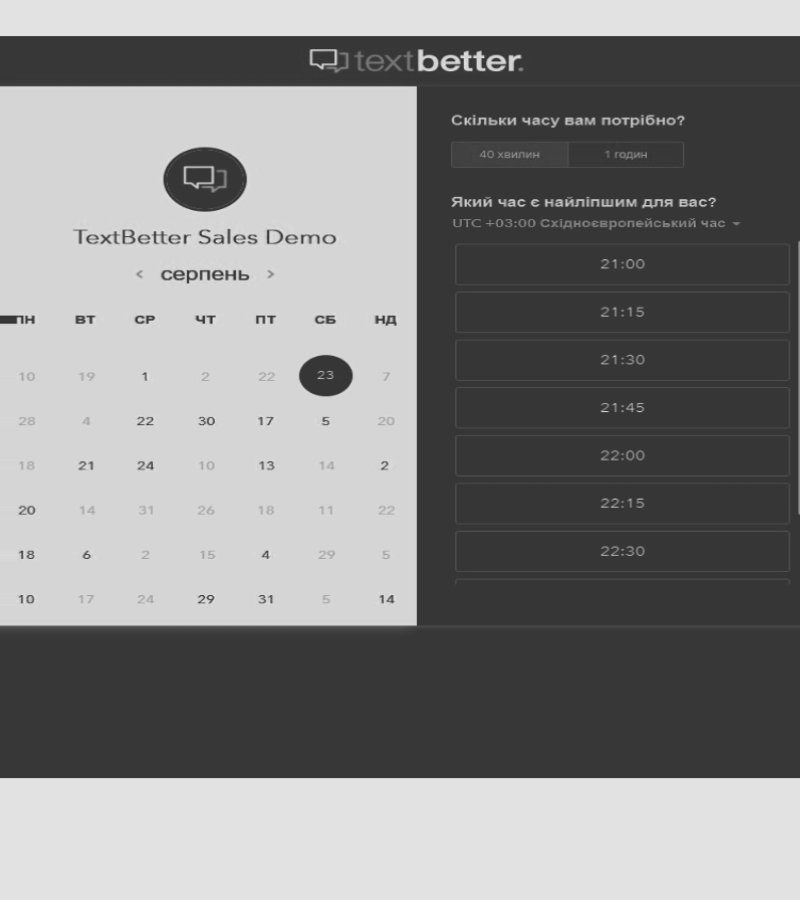 textbetter.
TextBetter Sales Demo
< серпень >
ПН ВТ СР ЧТ ПТ СБ НД
10 19 1 2 22 23 7
28 4 22 30 17 5 20
18 21 24 10 13 14 2
20 14 31 26 18 11 22
18 6 2 15 4 29 5
10 17 24 29 31 5 14
Скільки часу вам потрібно?
40 хвилин 1 годин
Який час є найліпшим для вас?
UTC +03:00 Східноєвропейський час
21:00
21:15
21:30
21:45
22:00
22:15
22:30